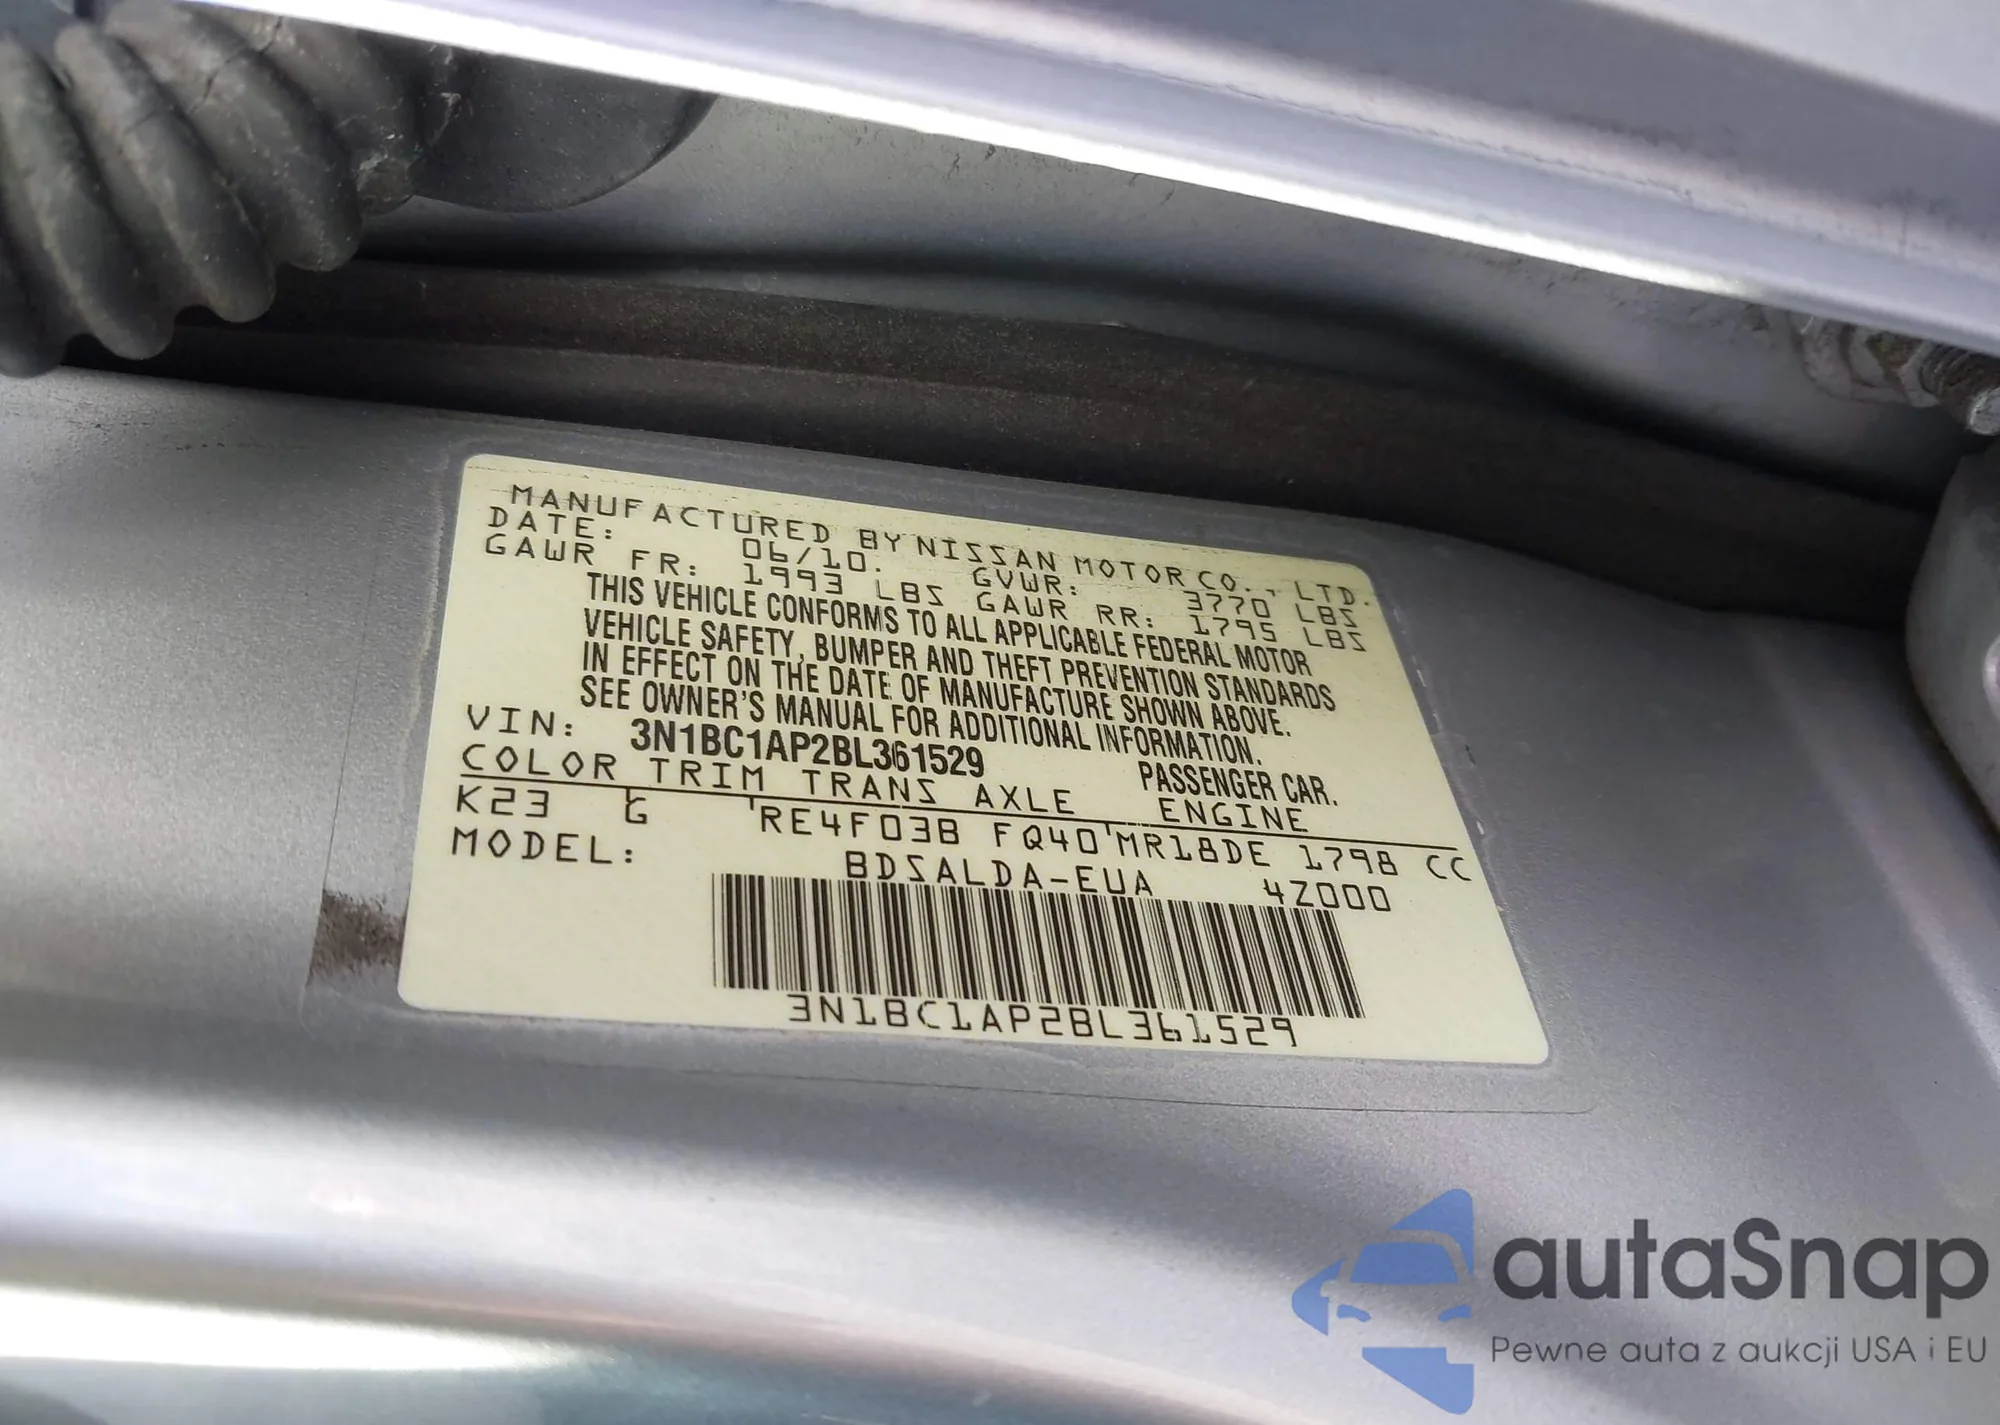 MANUFACTURED BY NISSAN MOTOR CO., LTD.
DATE: 06/10. GVWR: 3770 LBS
GAWR FR: 1993 LBS GAWR RR: 1795 LBS
THIS VEHICLE CONFORMS TO ALL APPLICABLE FEDERAL MOTOR
VEHICLE SAFETY, BUMPER AND THEFT PREVENTION STANDARDS
IN EFFECT ON THE DATE OF MANUFACTURE SHOWN ABOVE.
SEE OWNER'S MANUAL FOR ADDITIONAL INFORMATION.
VIN: 3N1BC1AP2BL361529 PASSENGER CAR.
COLOR TRIM TRANS AXLE ENGINE
K23 G RE4F03B FQ40 MR18DE 1798 CC
MODEL: BDSALDA-EUA 4Z000
3N1BC1AP2BL361529
autaSnap
Pewne auta z aukcji USA i EU